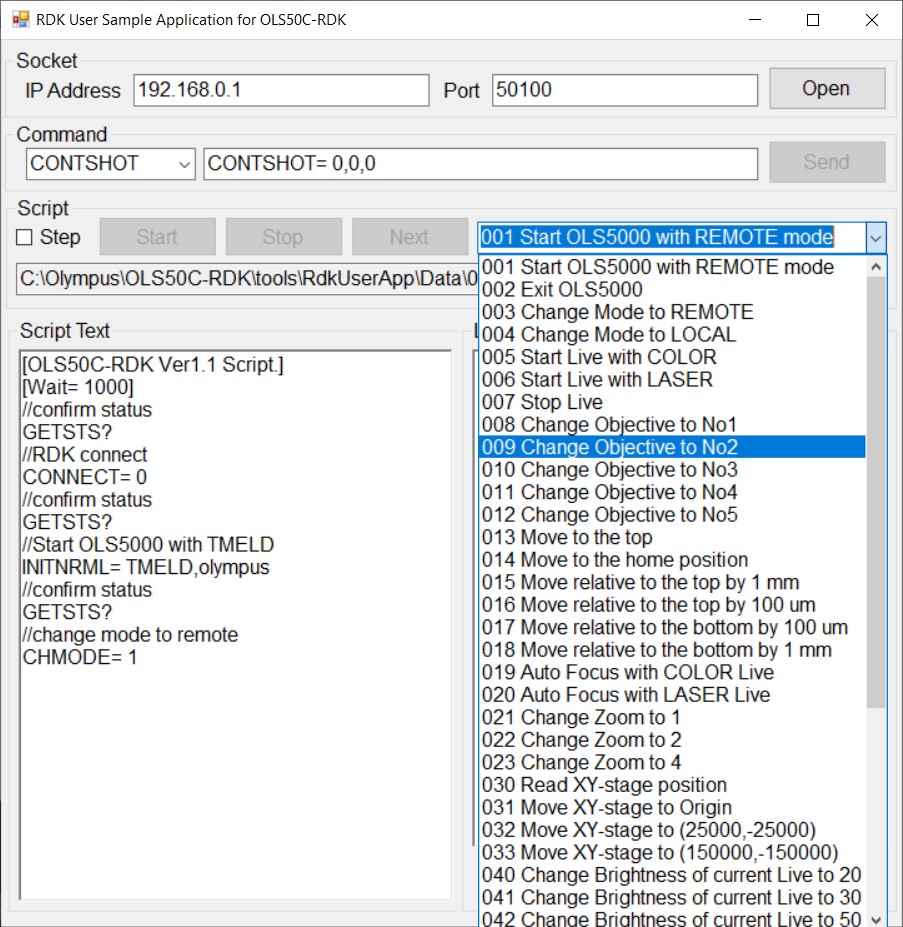 RDK User Sample Application for OLS50C-RDK
Socket
IP Address 192.168.0.1 Port 50100 Open
Command
CONTSHOT CONTSHOT= 0,0,0 Send
Script
Step Start Stop Next 001 Start OLS5000 with REMOTE mode
C:\Olympus\OLS50C-RDK\tools\RdkUserApp\Data\0
Script Text
[OLS50C-RDK Ver1.1 Script.]
[Wait= 1000]
//confirm status
GETSTS?
//RDK connect
CONNECT= 0
//confirm status
GETSTS?
//Start OLS5000 with TMELD
INITNRML= TMELD,olympus
//confirm status
GETSTS?
//change mode to remote
CHMODE= 1
001 Start OLS5000 with REMOTE mode
002 Exit OLS5000
003 Change Mode to REMOTE
004 Change Mode to LOCAL
005 Start Live with COLOR
006 Start Live with LASER
007 Stop Live
008 Change Objective to No1
009 Change Objective to No2
010 Change Objective to No3
011 Change Objective to No4
012 Change Objective to No5
013 Move to the top
014 Move to the home position
015 Move relative to the top by 1 mm
016 Move relative to the top by 100 um
017 Move relative to the bottom by 100 um
018 Move relative to the bottom by 1 mm
019 Auto Focus with COLOR Live
020 Auto Focus with LASER Live
021 Change Zoom to 1
022 Change Zoom to 2
023 Change Zoom to 4
030 Read XY-stage position
031 Move XY-stage to Origin
032 Move XY-stage to (25000,-25000)
033 Move XY-stage to (150000,-150000)
040 Change Brightness of current Live to 20
041 Change Brightness of current Live to 30
042 Change Brightness of current Live to 50